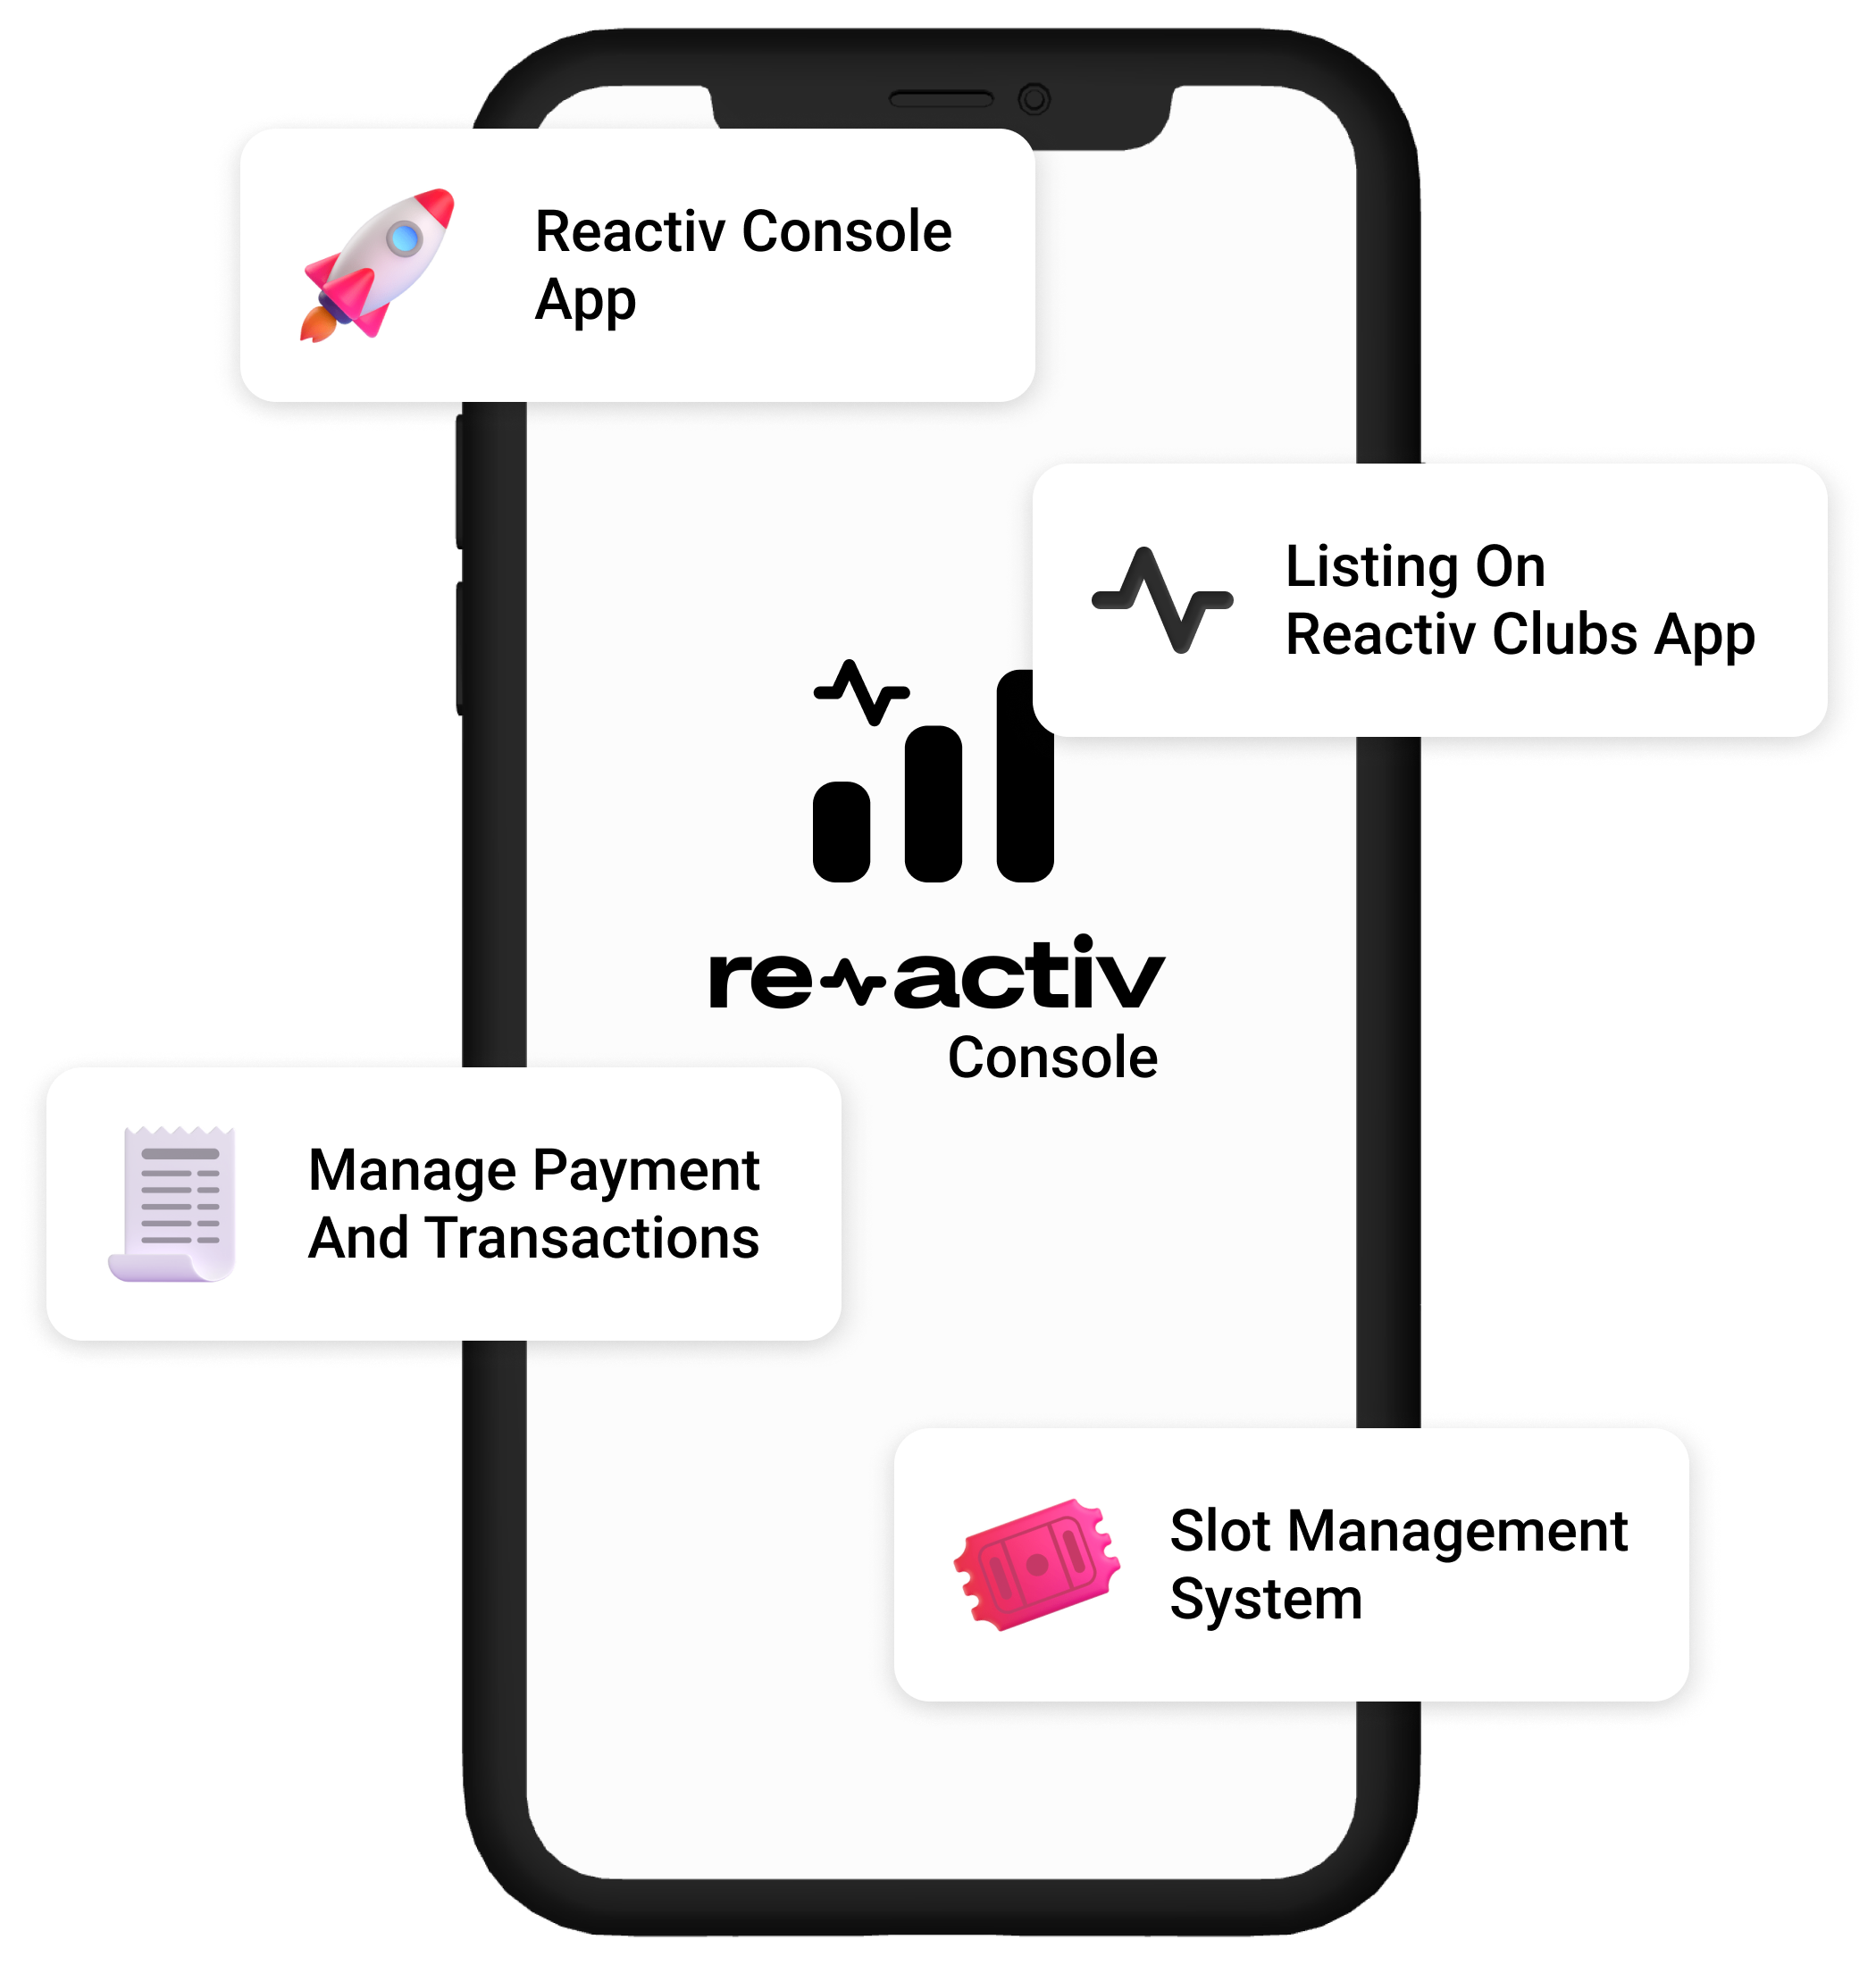 Reactiv Console
App
Listing On
Reactiv Clubs App
reactiv
Console
Manage Payment
And Transactions
Slot Management
System